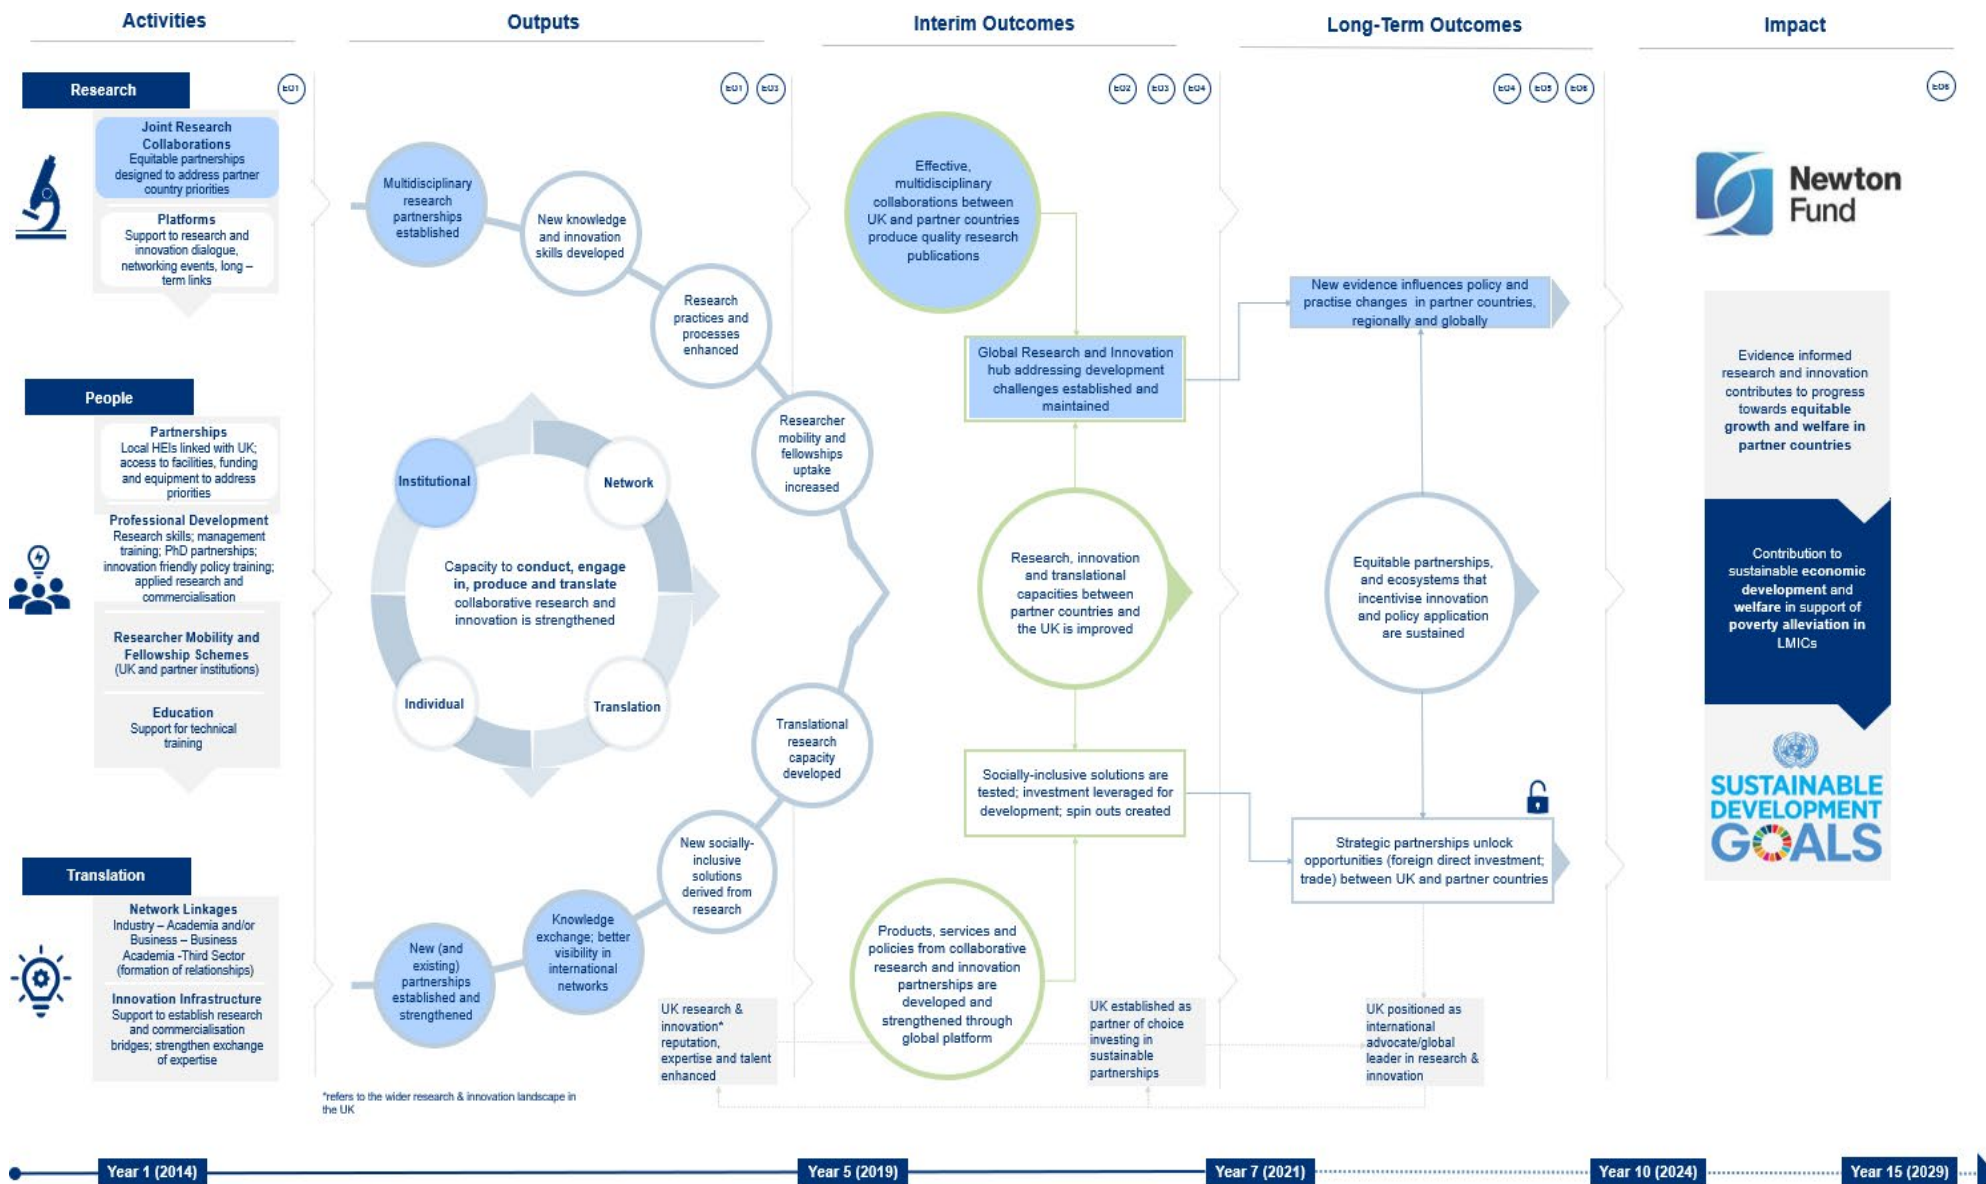 Activities
Outputs
Interim Outcomes
Long-Term Outcomes
Impact
EQ1
EQ1
EQ3
EQ2
EQ3
EQ4
EQ4
EQ5
EQ6
EQ6
Research
Joint Research
Collaborations
Equitable partnerships
designed to address partner
country priorities
Platforms
Support to research and
innovation dialogue,
networking events, long –
term links
People
Partnerships
Local HEIs linked with UK;
access to facilities, funding
and equipment to address
priorities
Professional Development
Research skills; management
training; PhD partnerships;
innovation friendly policy training;
applied research and
commercialisation
Researcher Mobility and
Fellowship Schemes
(UK and partner institutions)
Education
Support for technical
training
Translation
Network Linkages
Industry – Academia and/or
Business – Business
Academia -Third Sector
(formation of relationships)
Innovation Infrastructure
Support to establish research
and commercialisation
bridges; strengthen exchange
of expertise
Multidisciplinary
research
partnerships
established
New knowledge
and innovation
skills developed
Research
practices and
processes
enhanced
Researcher
mobility and
fellowships
uptake
increased
Institutional
Network
Capacity to conduct, engage
in, produce and translate
collaborative research and
innovation is strengthened
Individual
Translation
Translational
research
capacity
developed
New socially-
inclusive
solutions
derived from
research
Knowledge
exchange; better
visibility in
international
networks
New (and
existing)
partnerships
established and
strengthened
UK research &
innovation*
reputation,
expertise and talent
enhanced
*refers to the wider research & innovation landscape in
the UK
Effective,
multidisciplinary
collaborations between
UK and partner countries
produce quality research
publications
Global Research and Innovation
hub addressing development
challenges established and
maintained
Research, innovation
and translational
capacities between
partner countries and
the UK is improved
Socially-inclusive solutions are
tested; investment leveraged for
development; spin outs created
Products, services and
policies from collaborative
research and innovation
partnerships are
developed and
strengthened through
global platform
UK established as
partner of choice
investing in
sustainable
partnerships
New evidence influences policy and
practise changes in partner countries,
regionally and globally
Equitable partnerships,
and ecosystems that
incentivise innovation
and policy application
are sustained
Strategic partnerships unlock
opportunities (foreign direct investment;
trade) between UK and partner countries
UK positioned as
international
advocate/global
leader in research &
innovation
Newton
Fund
Evidence informed
research and innovation
contributes to progress
towards equitable
growth and welfare in
partner countries
Contribution to
sustainable economic
development and
welfare in support of
poverty alleviation in
LMICs
SUSTAINABLE
DEVELOPMENT
GOALS
Year 1 (2014)
Year 5 (2019)
Year 7 (2021)
Year 10 (2024)
Year 15 (2029)